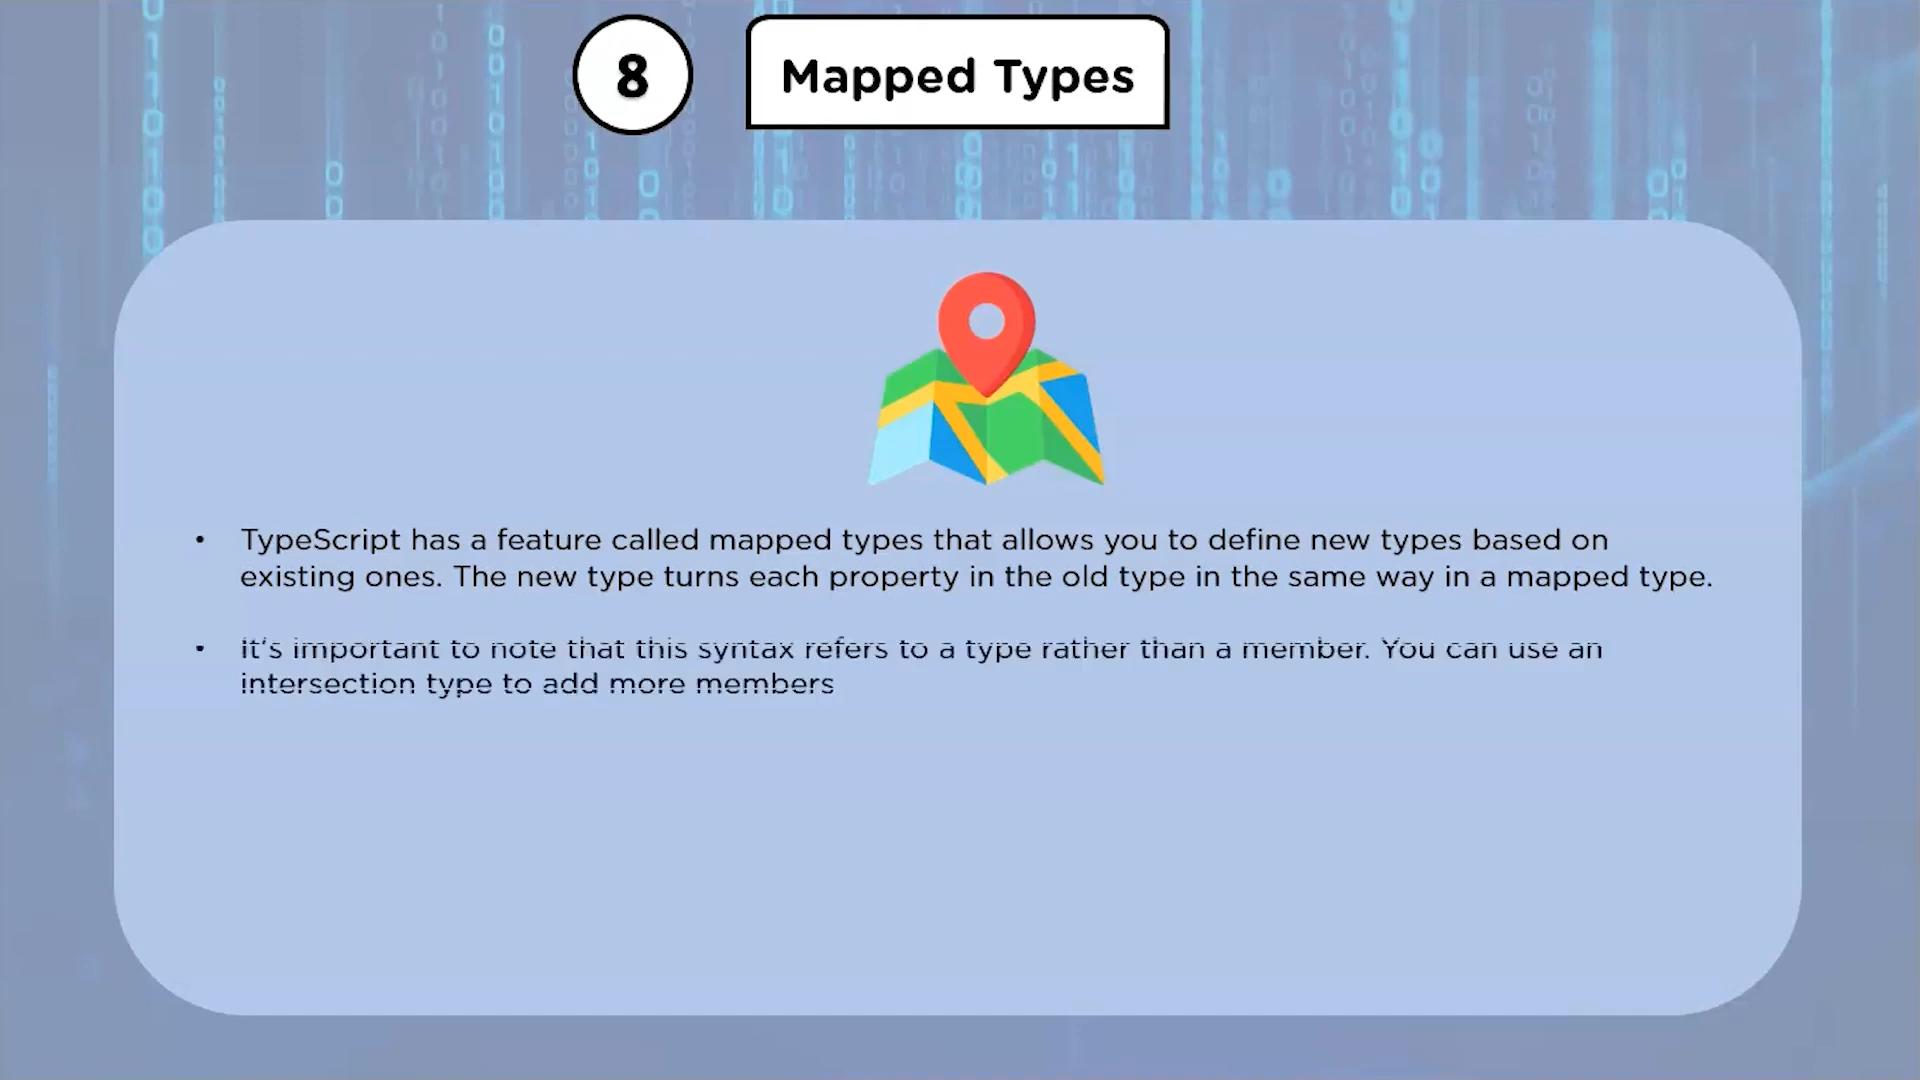 8
Mapped Types
• TypeScript has a feature called mapped types that allows you to define new types based on
existing ones. The new type turns each property in the old type in the same way in a mapped type.
• It's important to note that this syntax refers to a type rather than a member. You can use an
intersection type to add more members